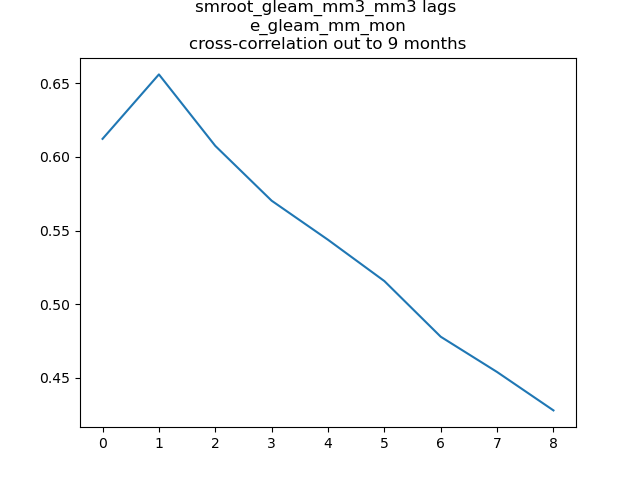 smroot_gleam_mm3_mm3 lags
e_gleam_mm_mon
cross-correlation out to 9 months
0.65
0.60
0.55
0.50
0.45
0 1 2 3 4 5 6 7 8